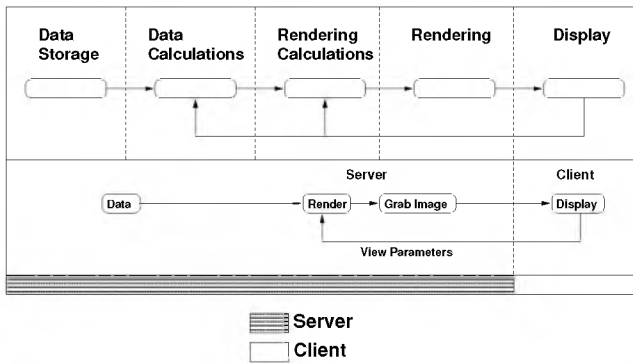 Data Storage
Data Calculations
Rendering Calculations
Rendering
Display
Server
Client
Data
Render
Grab Image
Display
View Parameters
Server
Client